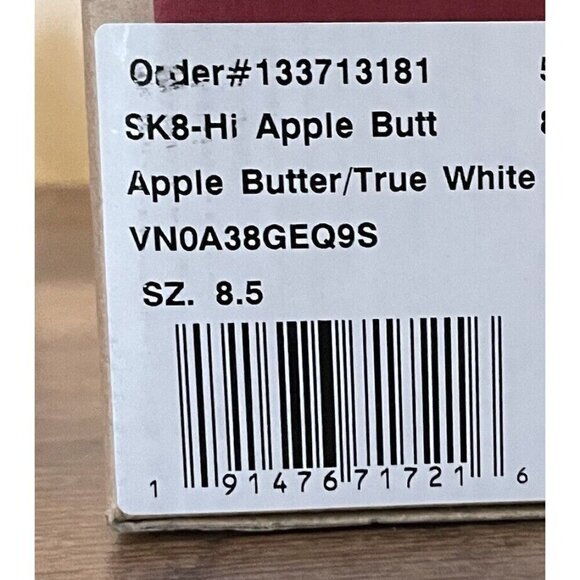 Order#133713181
SK8-Hi Apple Butt
Apple Butter/True White
VN0A38GEQ9S
SZ. 8.5
1 91476 71721 6